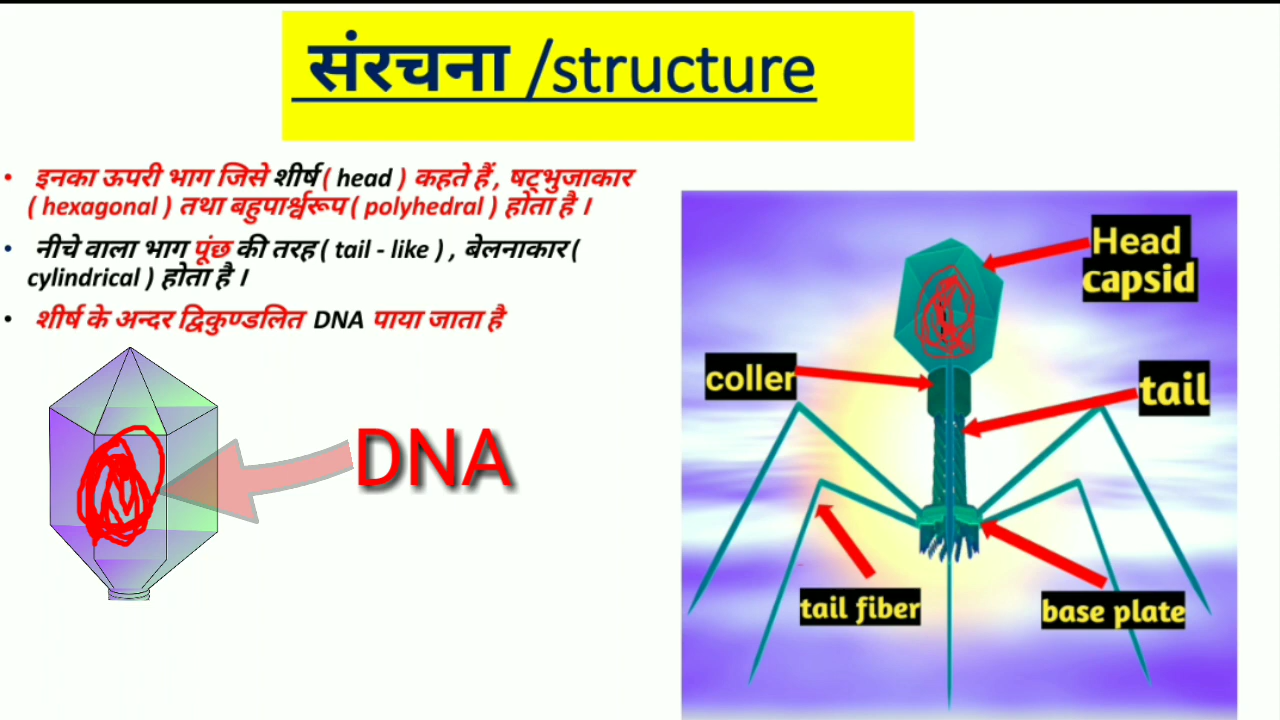 संरचना /structure
• इनका ऊपरी भाग जिसे शीर्ष ( head ) कहते हैं , षट्भुजाकार
( hexagonal ) तथा बहुपार्श्वरूप ( polyhedral ) होता है ।
• नीचे वाला भाग पूंछ की तरह ( tail - like ) , बेलनाकार (
cylindrical ) होता है ।
• शीर्ष के अन्दर द्विकुण्डलित DNA पाया जाता है
DNA
Head
capsid
coller
tail
tail fiber
base plate